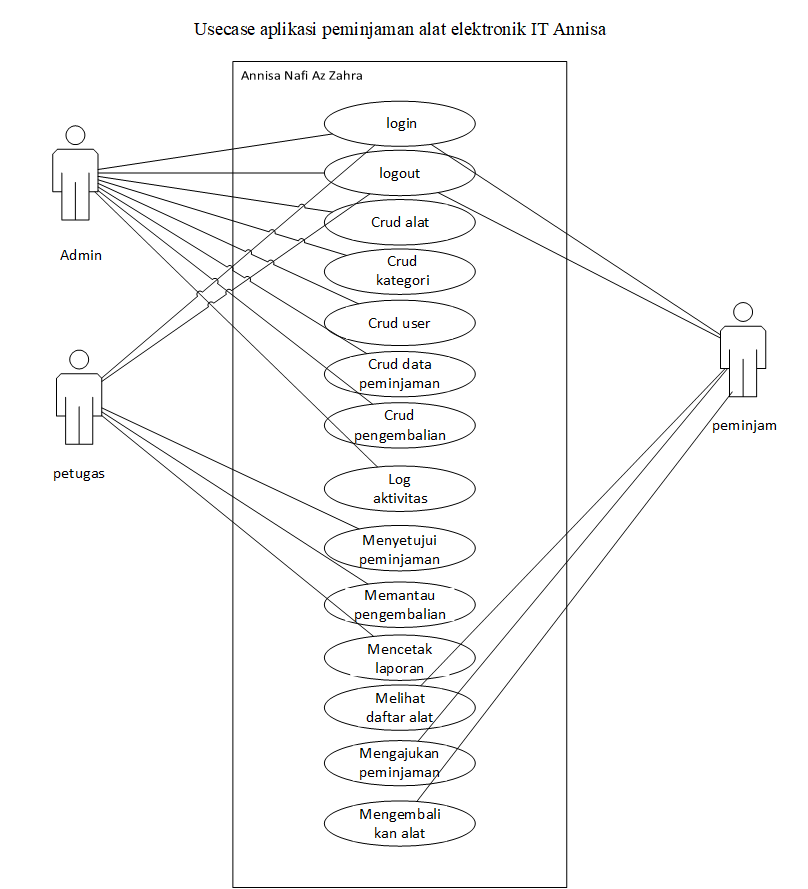 Usecase aplikasi peminjaman alat elektronik IT Annisa
Annisa Nafi Az Zahra
login
logout
Crud alat
Crud
kategori
Crud user
Crud data
peminjaman
Crud
pengembalian
Log
aktivitas
Menyetujui
peminjaman
Memantau
pengembalian
Mencetak
laporan
Melihat
daftar alat
Mengajukan
peminjaman
Mengembali
kan alat
Admin
petugas
peminjam